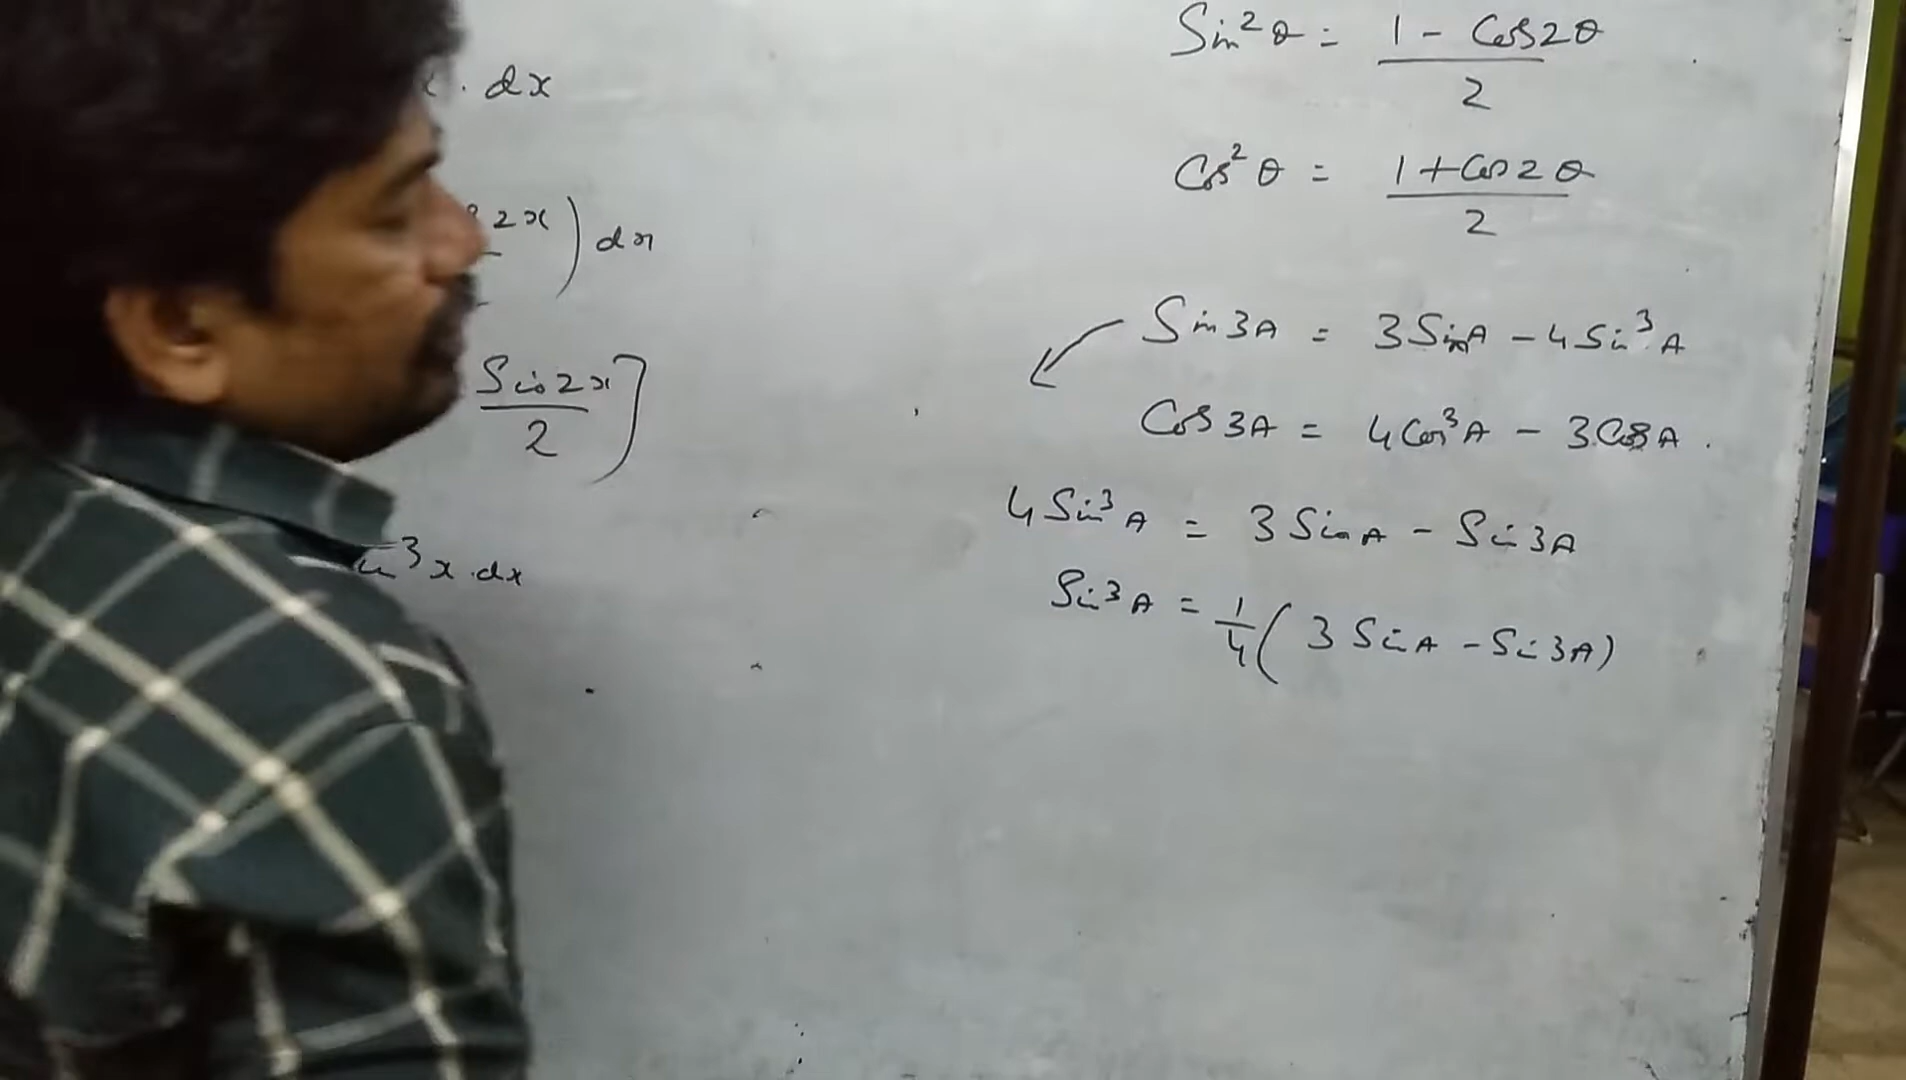 . dx
2x) dx
Sin2x/2]
³x.dx
Sin²θ = (1 - Cos2θ)/2
Cos²θ = (1+Cos2θ)/2
Sin3A = 3SinA - 4Sin³A
Cos3A = 4Cos³A - 3CosA.
4Sin³A = 3SinA - Sin3A
Sin³A = 1/4(3SinA - Sin3A)